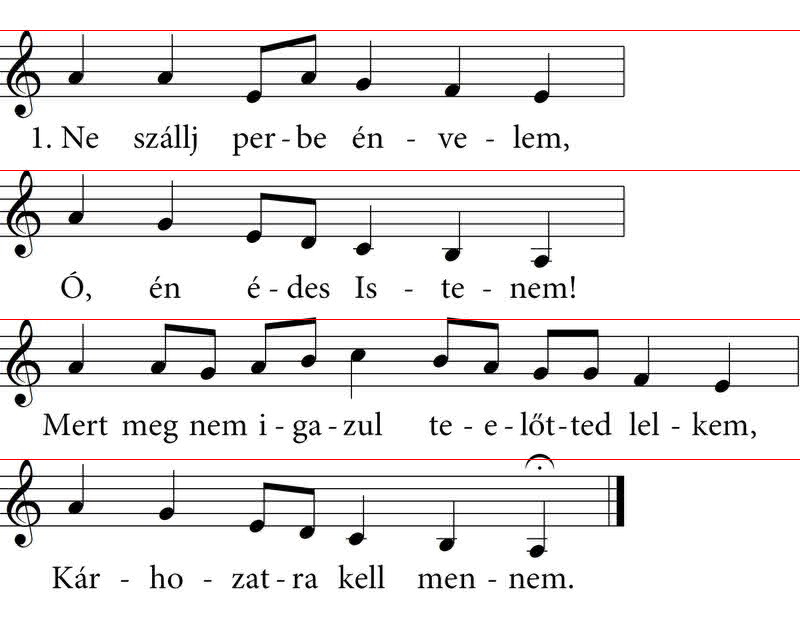 1. Ne szállj per - be én - ve - lem,
Ó, én é - des Is - te - nem!
Mert meg nem i - ga - zul te - e - lőt - ted lel - kem,
Kár - ho - zat - ra kell men - nem.